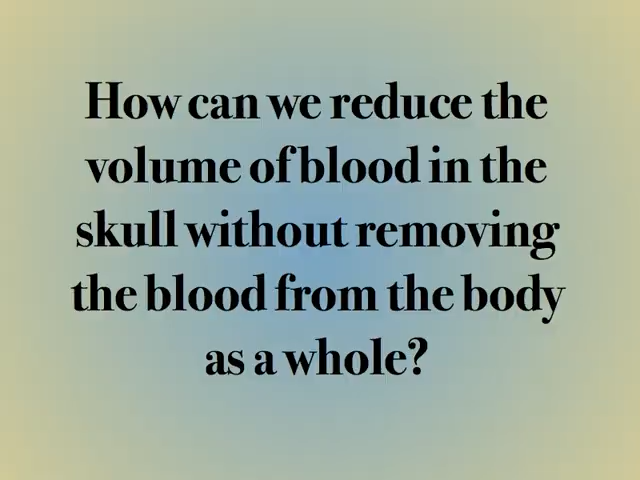 How can we reduce the
volume of blood in the
skull without removing
the blood from the body
as a whole?